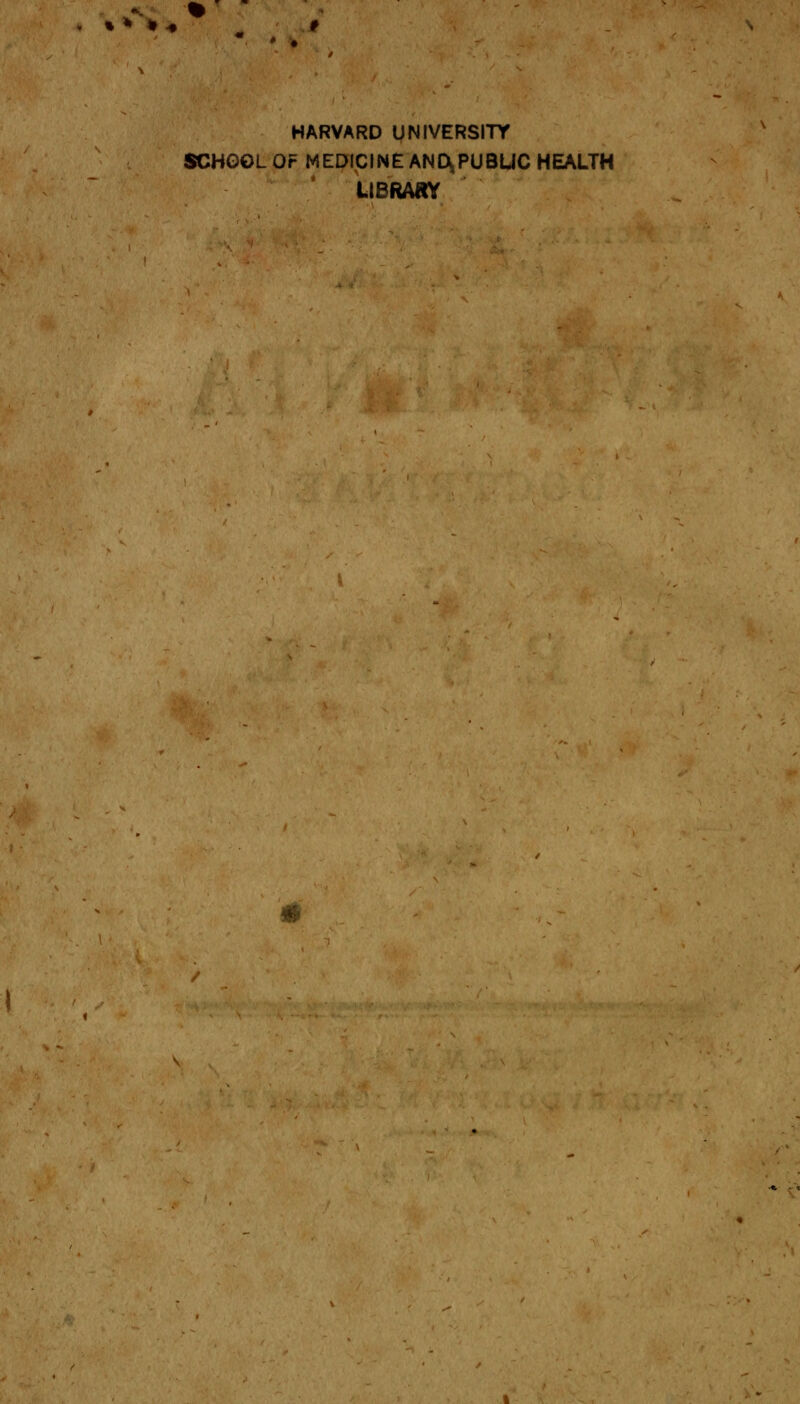 HARVARD UNIVERSITY
SCHOOL OF MEDICINE AND PUBLIC HEALTH
LIBRARY